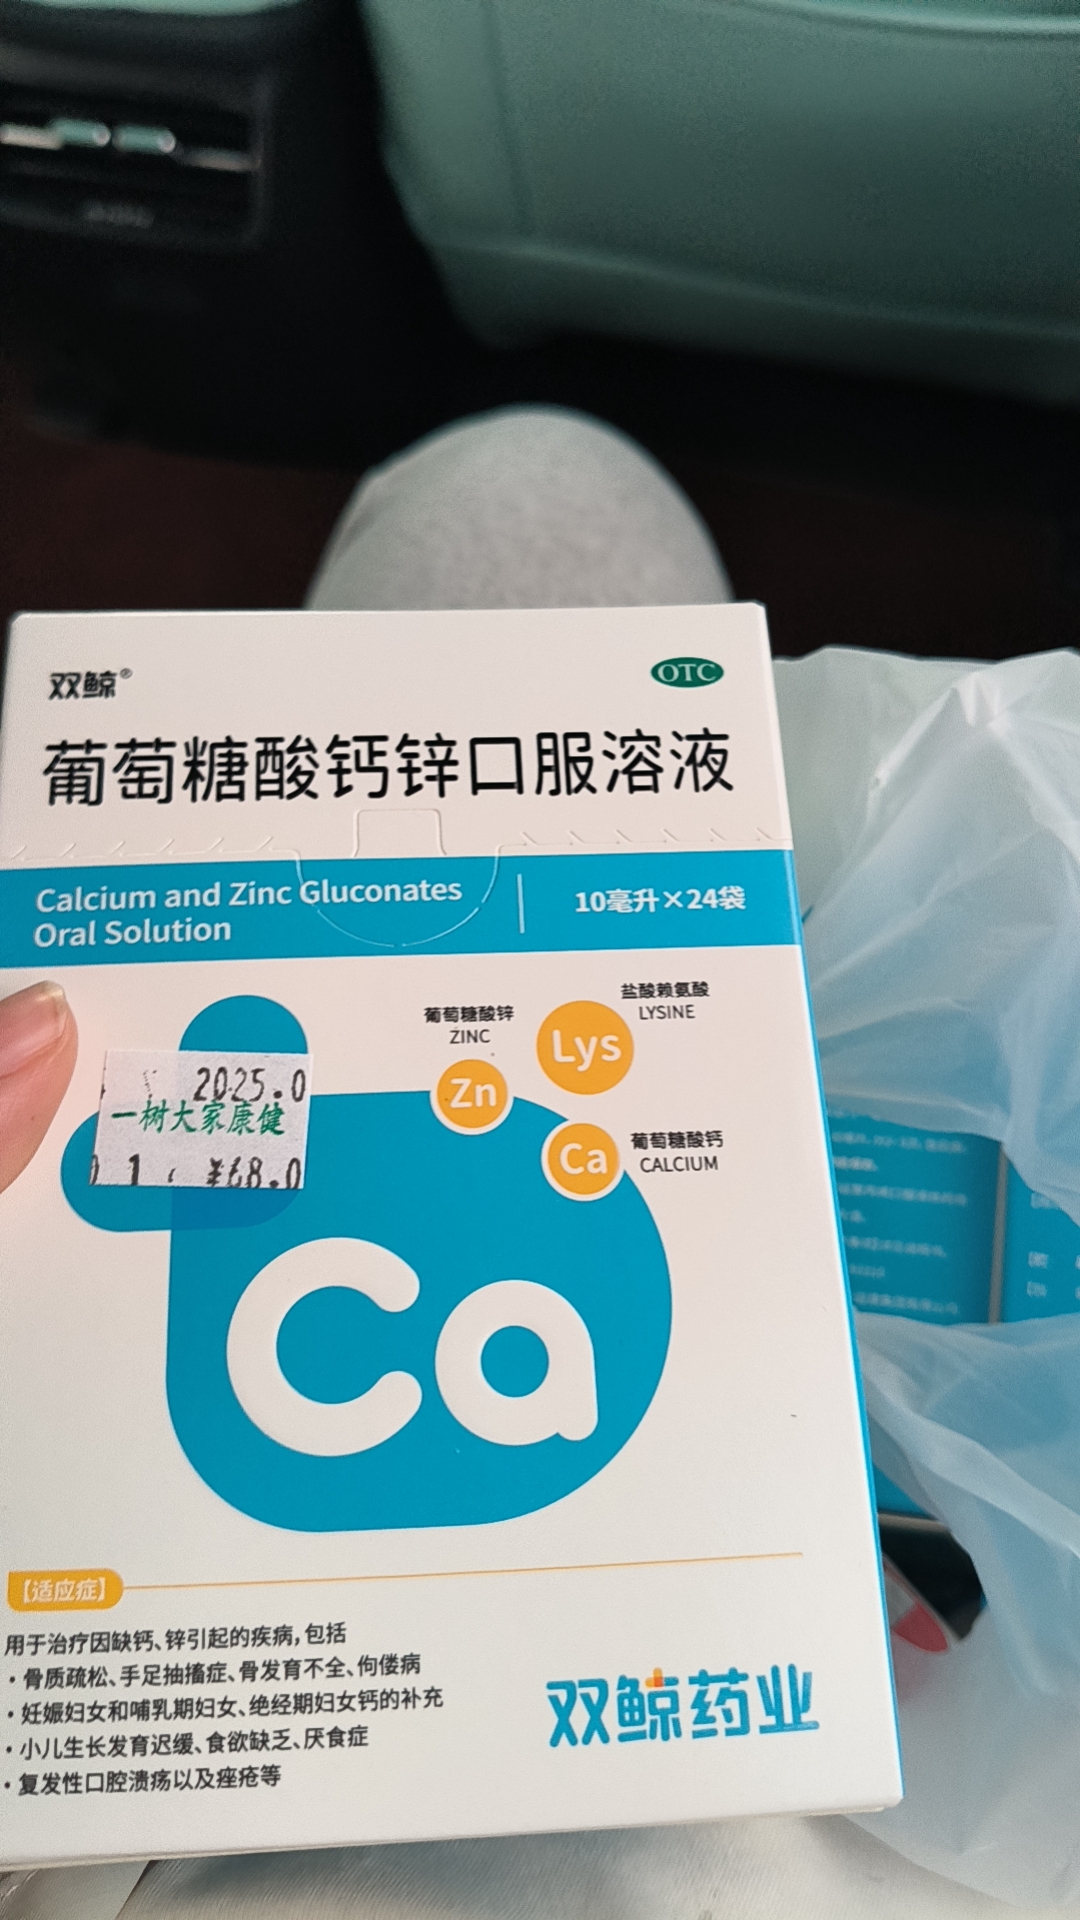 双鲸®
OTC
葡萄糖酸钙锌口服溶液
Calcium and Zinc Gluconates
Oral Solution
10毫升×24袋
盐酸赖氨酸
LYSINE
Lys
葡萄糖酸锌
ZINC
Zn
葡萄糖酸钙
CALCIUM
Ca
2025.0
一树大家康健
¥68.0
Ca
【适应症】
用于治疗因缺钙、锌引起的疾病,包括
·骨质疏松、手足抽搐症、骨发育不全、佝偻病
·妊娠妇女和哺乳期妇女、绝经期妇女钙的补充
·小儿生长发育迟缓、食欲缺乏、厌食症
·复发性口腔溃疡以及痤疮等
双鲸药业